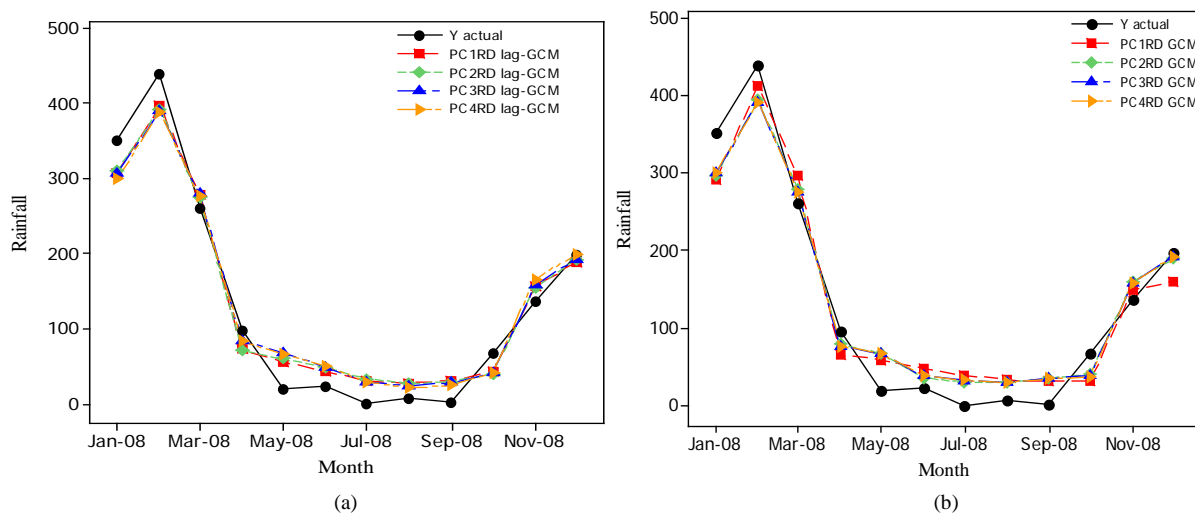 500
400
300
200
100
0
Rainfall
Y actual
PC1RD lag-GCM
PC2RD lag-GCM
PC3RD lag-GCM
PC4RD lag-GCM
Jan-08 Mar-08 May-08 Jul-08 Sep-08 Nov-08
Month
(a)
500
400
300
200
100
0
Rainfall
Y actual
PC1RD GCM
PC2RD GCM
PC3RD GCM
PC4RD GCM
Jan-08 Mar-08 May-08 Jul-08 Sep-08 Nov-08
Month
(b)